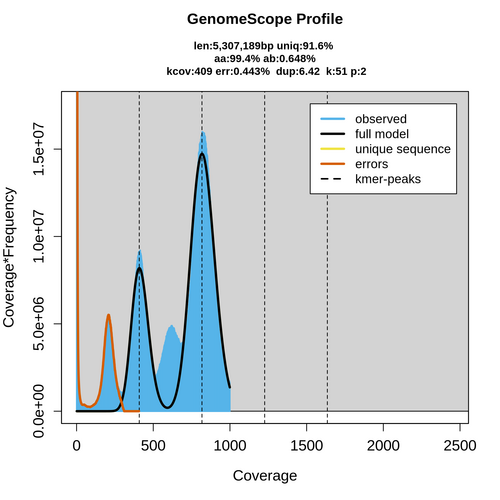 GenomeScope Profile
len:5,307,189bp uniq:91.6%
aa:99.4% ab:0.648%
kcov:409 err:0.443% dup:6.42 k:51 p:2
observed
full model
unique sequence
errors
kmer-peaks
Coverage*Frequency
1.5e+07
1.0e+07
5.0e+06
0.0e+00
0 500 1000 1500 2000 2500
Coverage